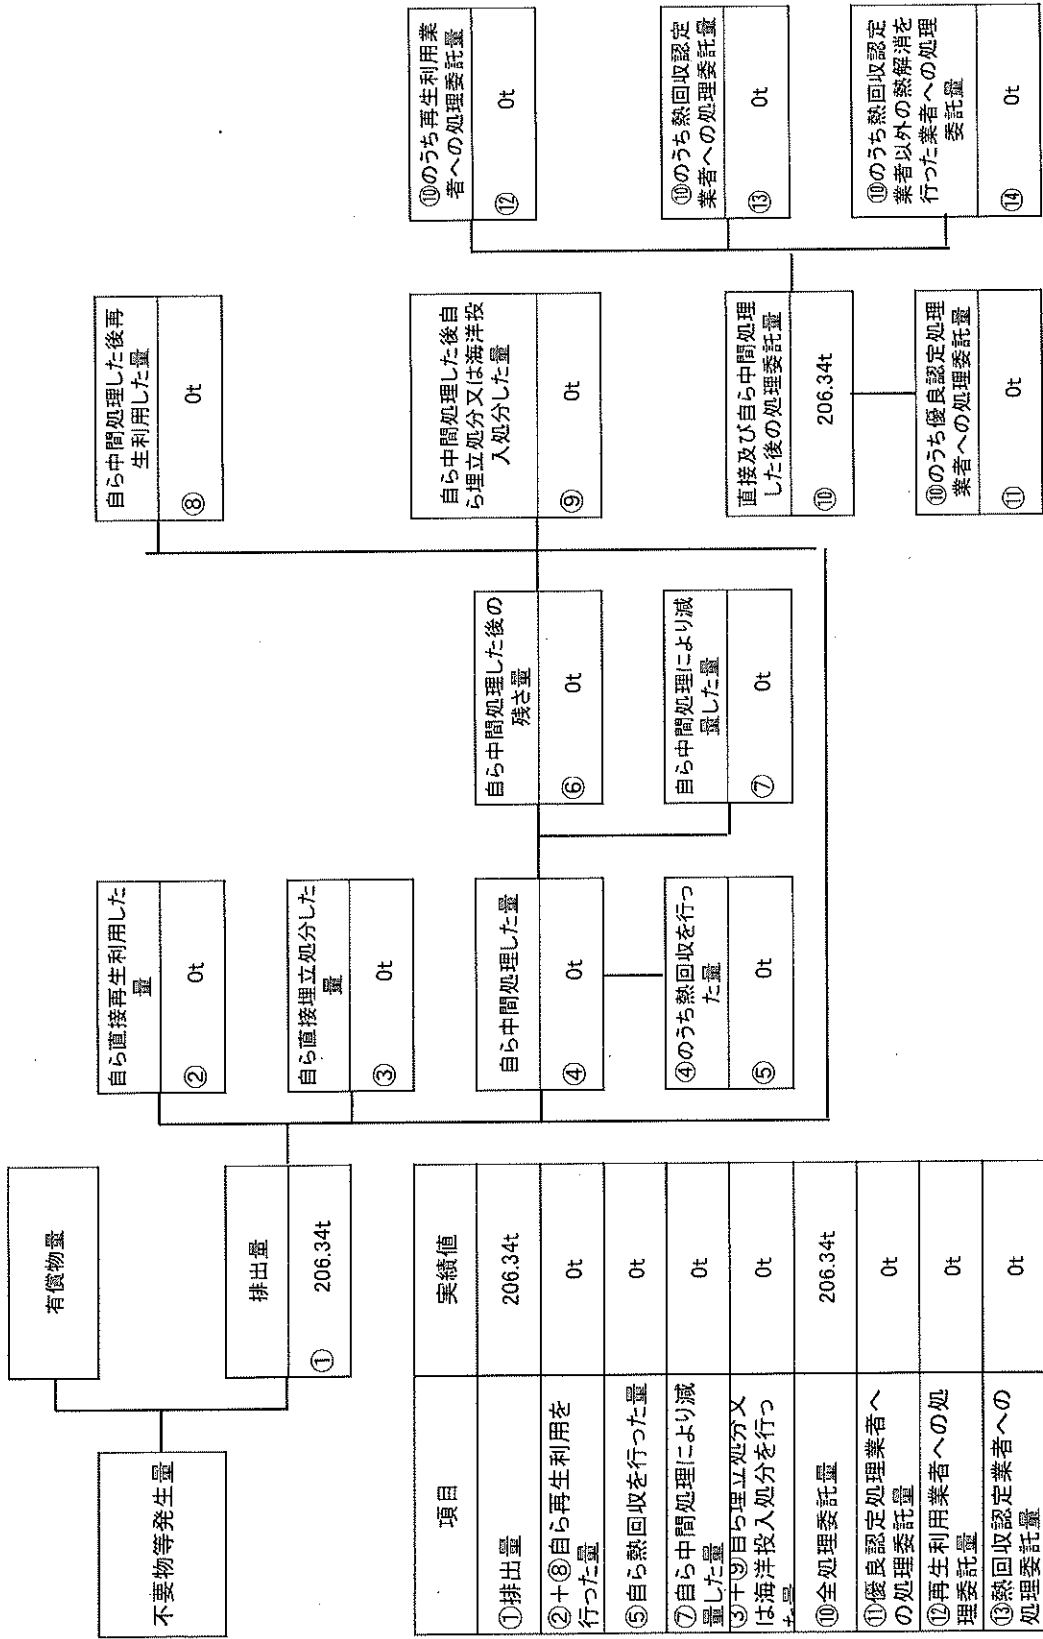 不要物等発生量
有償物量
排出量
①
206.34t
自ら直接再生利用した
量
②
0t
自ら直接埋立処分した
量
③
0t
自ら中間処理した量
④
0t
④のうち熱回収を行っ
た量
⑤
0t
自ら中間処理した後の
残さ量
⑥
0t
自ら中間処理により減
量した量
⑦
0t
自ら中間処理した後再
生利用した量
⑧
0t
自ら中間処理した後自
ら埋立処分又は海洋投
入処分した量
⑨
0t
直接及び自ら中間処理
した後の処理委託量
⑩
206.34t
⑩のうち優良認定処理
業者への処理委託量
⑪
0t
⑩のうち再生利用業
者への処理委託量
⑫
0t
⑩のうち熱回収認定
業者への処理委託量
⑬
0t
⑩のうち熱回収認定
業者以外の熱解消を
行った業者への処理
委託量
⑭
0t
項目
実績値
①排出量
206.34t
②+⑧自ら再生利用を
行った量
0t
⑤自ら熱回収を行った量
0t
⑦自ら中間処理により減
量した量
0t
③+⑨自ら埋立処分又
は海洋投入処分を行っ
た量
0t
⑩全処理委託量
206.34t
⑪優良認定処理業者へ
の処理委託量
0t
⑫再生利用業者への処
理委託量
0t
⑬熱回収認定業者への
処理委託量
0t